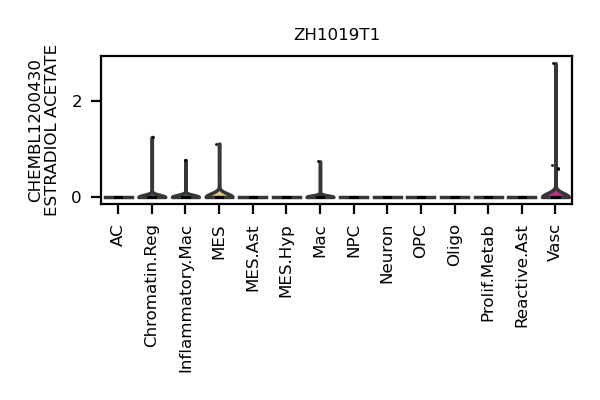 ZH1019T1
CHEMBL1200430
ESTRADIOL ACETATE
2
0
AC
Chromatin.Reg
Inflammatory.Mac
MES
MES.Ast
MES.Hyp
Mac
NPC
Neuron
OPC
Oligo
Prolif.Metab
Reactive.Ast
Vasc